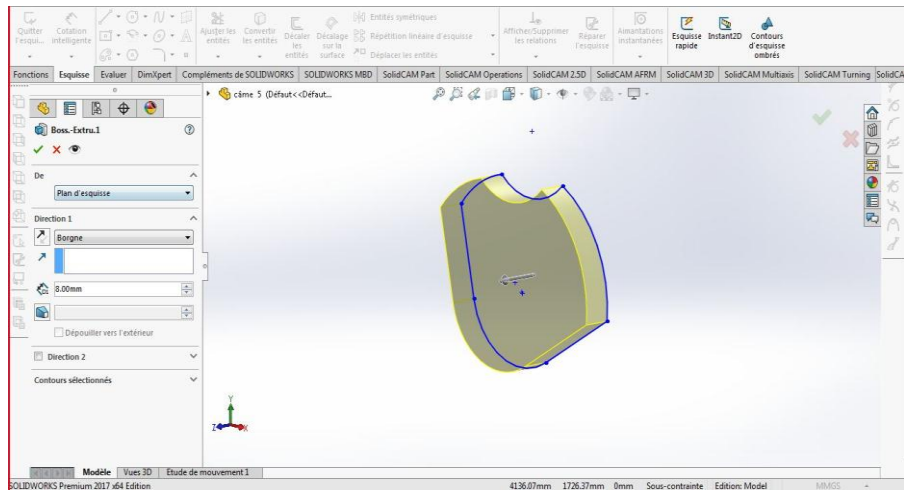 Quitter l'esqui...
Cotation intelligente
Ajuster les entités
Convertir les entités
Décaler les entités
Décalage sur la surface
Entités symétriques
Répétition linéaire d'esquisse
Déplacer les entités
Afficher/Supprimer les relations
Réparer l'esquisse
Aimantations instantanées
Esquisse rapide
Instant2D
Contours d'esquisse ombrés
Fonctions Esquisse Evaluer DimXpert Compléments de SOLIDWORKS SOLIDWORKS MBD SolidCAM Part SolidCAM Operations SolidCAM 2.5D SolidCAM AFRM SolidCAM 3D SolidCAM Multiaxis SolidCAM Turning SolidCA
câme 5 (Défaut<<Défaut...
Boss.-Extru.1
De
Plan d'esquisse
Direction 1
Borgne
8.00mm
Dépouiller vers l'extérieur
Direction 2
Contours sélectionnés
Y
Z X
Modèle Vues 3D Etude de mouvement 1
SOLIDWORKS Premium 2017 x64 Edition 4136.07mm 1726.37mm 0mm Sous-contrainte Edition: Model MMGS